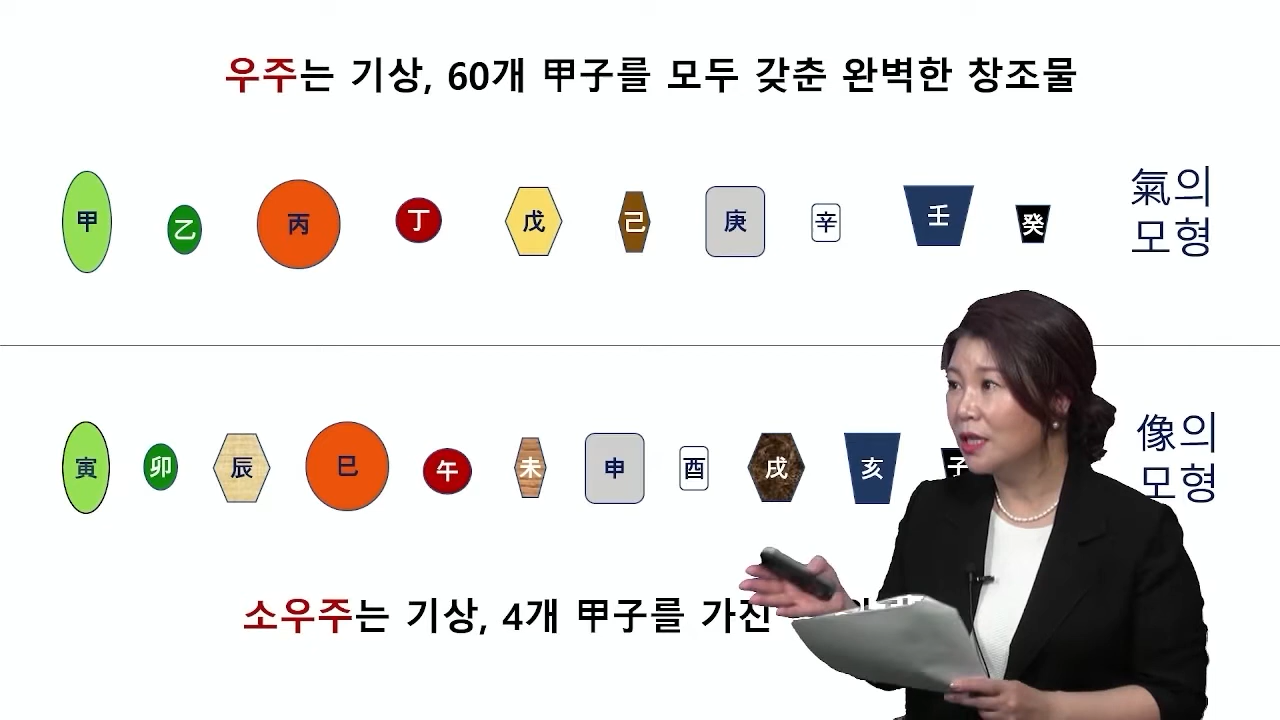 우주는 기상, 60개 甲子를 모두 갖춘 완벽한 창조물
甲 乙 丙 丁 戊 己 庚 辛 壬 癸
氣의
모형
寅 卯 辰 巳 午 未 申 酉 戌 亥 子
像의
모형
소우주는 기상, 4개 甲子를 가진